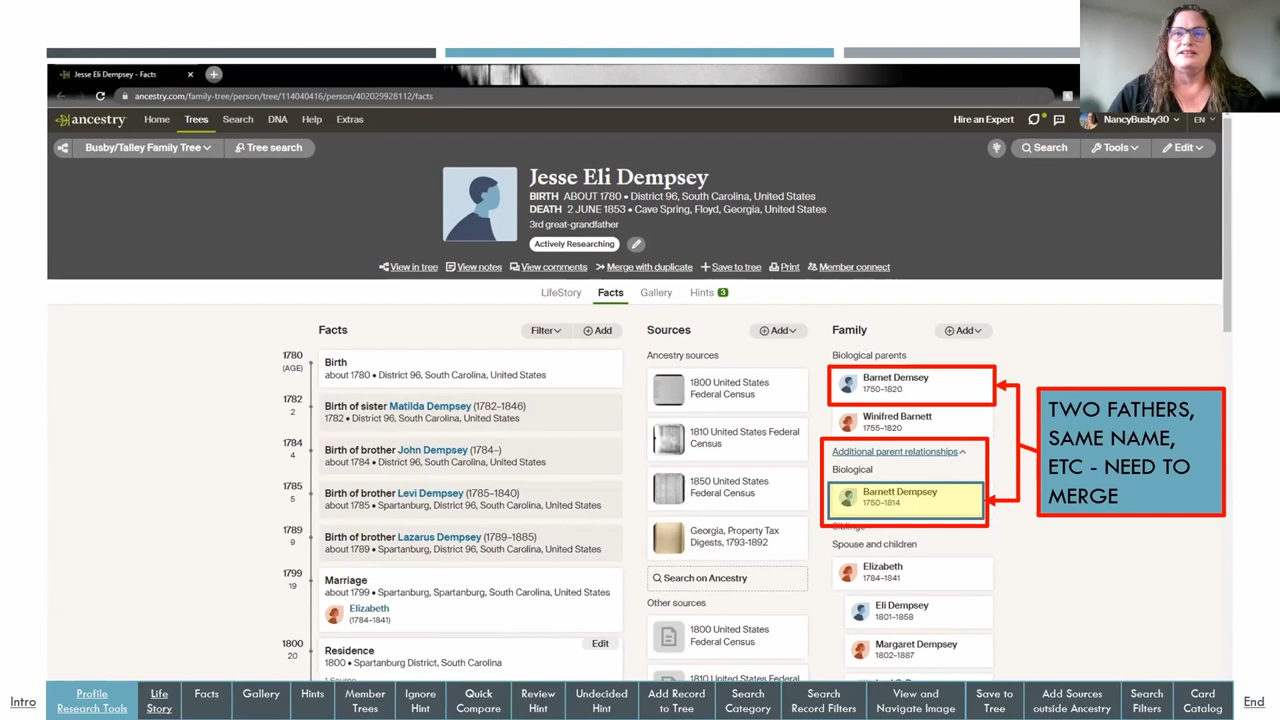 Jesse Eli Dempsey - Facts
ancestry.com/family-tree/person/tree/114040416/person/402029928112/facts
ancestry Home Trees Search DNA Help Extras Hire an Expert NancyBusby30 EN
Busby/Talley Family Tree Tree search Search Tools Edit
Jesse Eli Dempsey
BIRTH ABOUT 1780 • District 96, South Carolina, United States
DEATH 2 JUNE 1853 • Cave Spring, Floyd, Georgia, United States
3rd great-grandfather
Actively Researching
View in tree View notes View comments Merge with duplicate Save to tree Print Member connect
LifeStory Facts Gallery Hints 3
Facts Filter Add
1780
(AGE)
Birth
about 1780 • District 96, South Carolina, United States
1782
2
Birth of sister Matilda Dempsey (1782–1846)
1782 • District 96, South Carolina, United States
1784
4
Birth of brother John Dempsey (1784–)
about 1784 • District 96, South Carolina, United States
1785
5
Birth of brother Levi Dempsey (1785–1840)
about 1785 • Spartanburg, District 96, South Carolina, United States
1789
9
Birth of brother Lazarus Dempsey (1789–1885)
about 1789 • Spartanburg, District 96, South Carolina, United States
1799
19
Marriage
about 1799 • Spartanburg, Spartanburg, South Carolina, United States
Elizabeth
(1784–1841)
1800
20
Edit
Residence
1800 • Spartanburg District, South Carolina
Sources Add
Ancestry sources
1800 United States
Federal Census
1810 United States Federal
Census
1850 United States
Federal Census
Georgia, Property Tax
Digests, 1793-1892
Search on Ancestry
Other sources
1800 United States
Federal Census
1810 United States Federal
Family Add
Biological parents
Barnet Demsey
1750–1820
Winifred Barnett
1755–1820
Additional parent relationships
Biological
Barnett Dempsey
1750–1814
Spouse and children
Elizabeth
1784–1841
Eli Dempsey
1801–1858
Margaret Dempsey
1802–1887
TWO FATHERS,
SAME NAME,
ETC - NEED TO
MERGE
Intro
Profile
Research Tools
Life
Story
Facts
Gallery
Hints
Member
Trees
Ignore
Hint
Quick
Compare
Review
Hint
Undecided
Hint
Add Record
to Tree
Search
Category
Search
Record Filters
View and
Navigate Image
Save to
Tree
Add Sources
outside Ancestry
Search
Filters
Card
Catalog
End